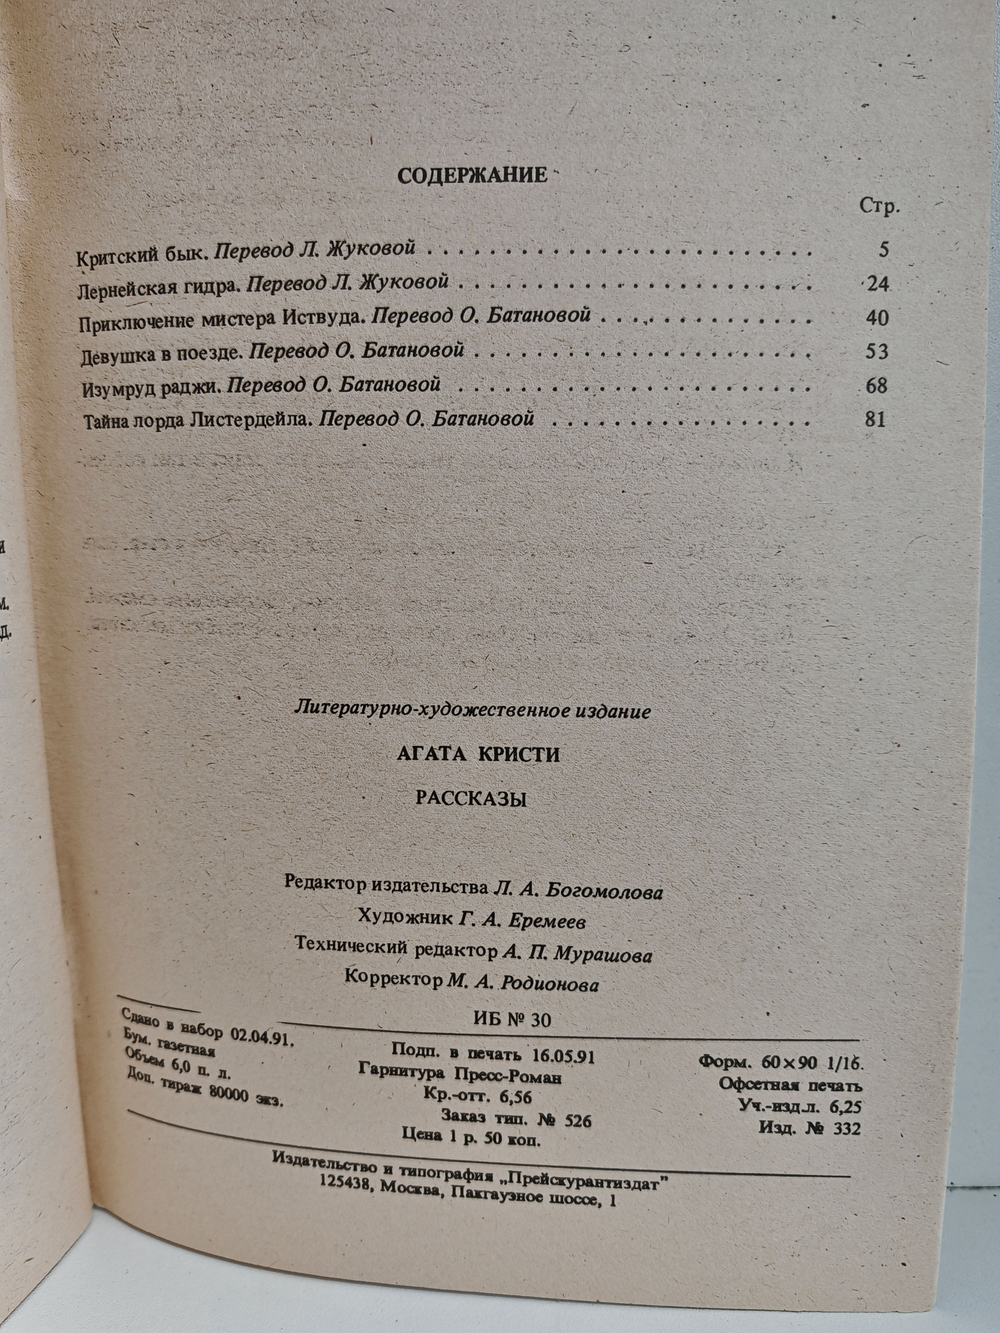 СОДЕРЖАНИЕ
Стр.
Критский бык. Перевод Л. Жуковой . . . . . . . . . . . . . . . . . . . . . . . . 5
Лернейская гидра. Перевод Л. Жуковой . . . . . . . . . . . . . . . . . . . . . . 24
Приключение мистера Иствуда. Перевод О. Батановой . . . . . . . . . . . . . 40
Девушка в поезде. Перевод О. Батановой . . . . . . . . . . . . . . . . . . . . . 53
Изумруд раджи. Перевод О. Батановой . . . . . . . . . . . . . . . . . . . . . . 68
Тайна лорда Листердейла. Перевод О. Батановой . . . . . . . . . . . . . . . . 81
и
м.
д.
Литературно-художественное издание
АГАТА КРИСТИ
РАССКАЗЫ
Редактор издательства Л. А. Богомолова
Художник Г. А. Еремеев
Технический редактор А. П. Мурашова
Корректор М. А. Родионова
ИБ № 30
Сдано в набор 02.04.91. Подп. в печать 16.05.91 Форм. 60×90 1/16.
Бум. газетная Гарнитура Пресс-Роман Офсетная печать
Объем 6,0 п. л. Кр.-отт. 6,56 Уч.-изд.л. 6,25
Доп. тираж 80000 экз. Заказ тип. № 526 Изд. № 332
Цена 1 р. 50 коп.
Издательство и типография „Прейскурантиздат”
125438, Москва, Пакгаузное шоссе, 1